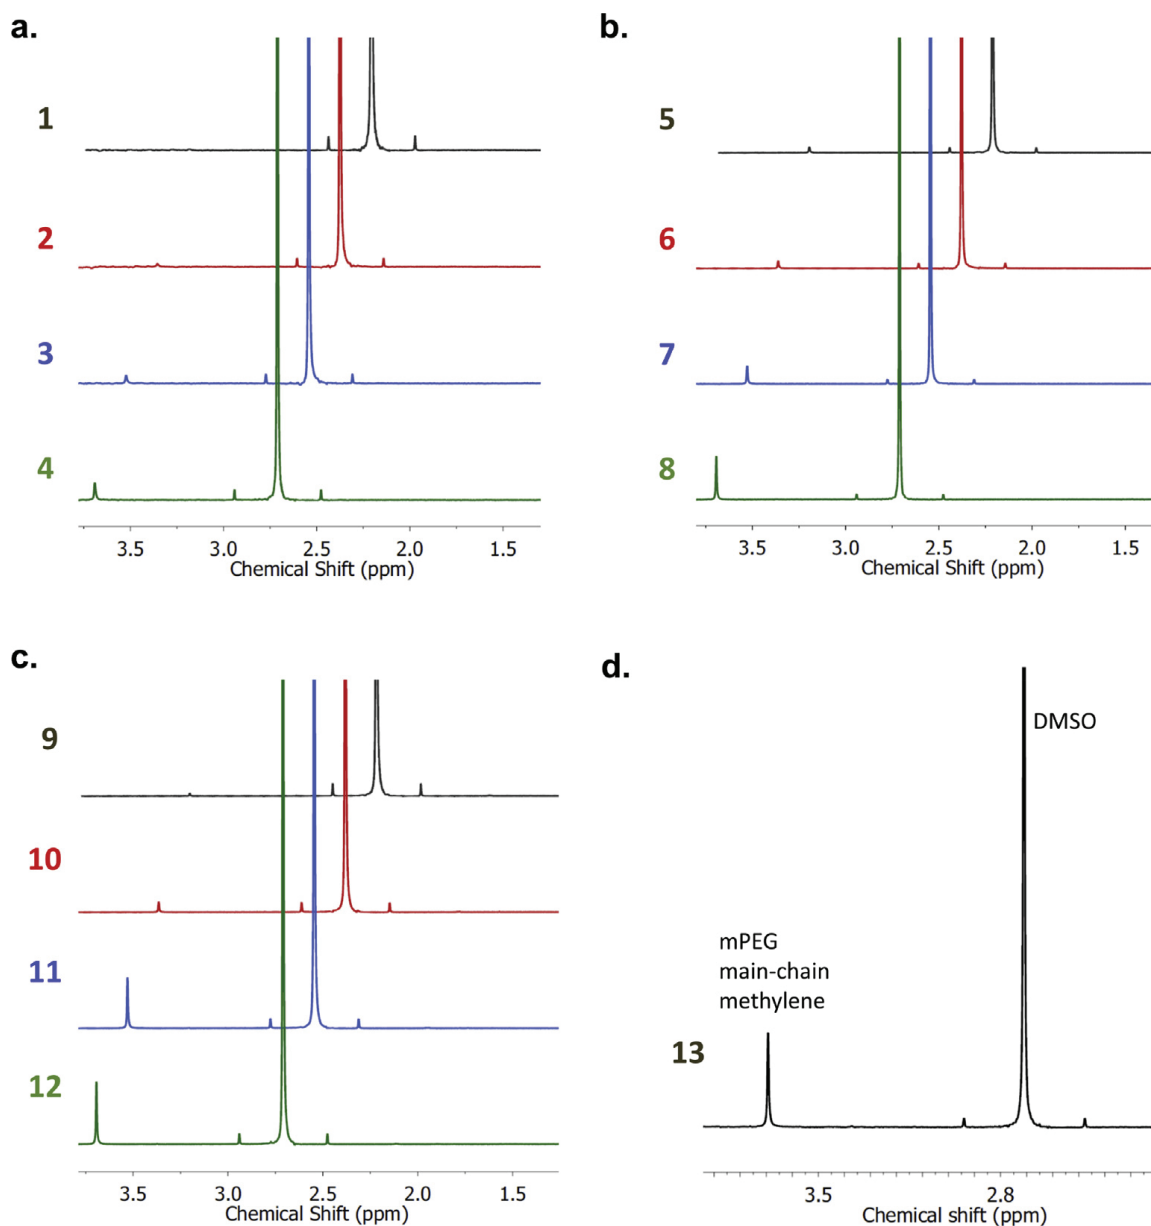 a.
1
2
3
4
3.5 3.0 2.5 2.0 1.5
Chemical Shift (ppm)
b.
5
6
7
8
3.5 3.0 2.5 2.0 1.5
Chemical Shift (ppm)
c.
9
10
11
12
3.5 3.0 2.5 2.0 1.5
Chemical Shift (ppm)
d.
DMSO
mPEG
main-chain
methylene
13
3.5 2.8
Chemical shift (ppm)